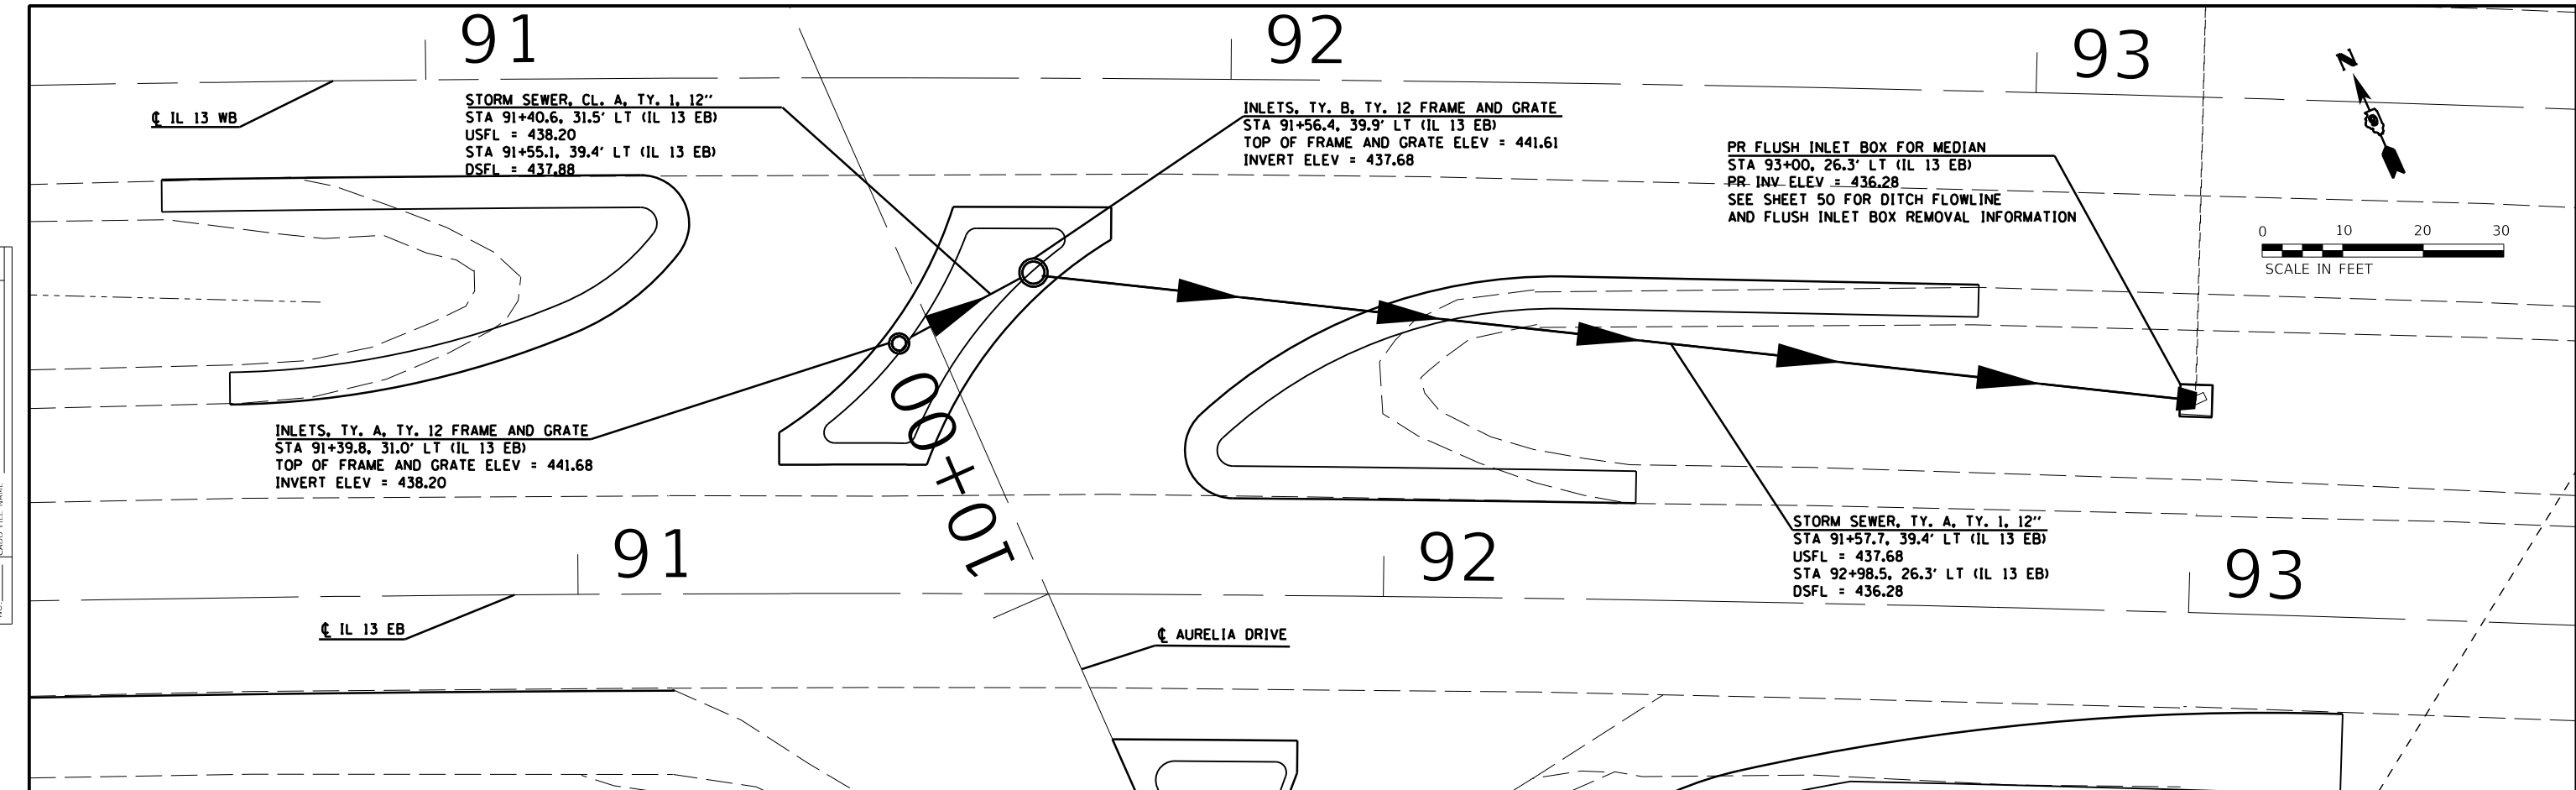 91
92
93
N
₵ IL 13 WB
STORM SEWER, CL. A, TY. 1, 12"
STA 91+40.6, 31.5' LT (IL 13 EB)
USFL = 438.20
STA 91+55.1, 39.4' LT (IL 13 EB)
DSFL = 437.88
INLETS, TY. B, TY. 12 FRAME AND GRATE
STA 91+56.4, 39.9' LT (IL 13 EB)
TOP OF FRAME AND GRATE ELEV = 441.61
INVERT ELEV = 437.68
PR FLUSH INLET BOX FOR MEDIAN
STA 93+00, 26.3' LT (IL 13 EB)
PR INV ELEV = 436.28
SEE SHEET 50 FOR DITCH FLOWLINE
AND FLUSH INLET BOX REMOVAL INFORMATION
0 10 20 30
SCALE IN FEET
INLETS, TY. A, TY. 12 FRAME AND GRATE
STA 91+39.8, 31.0' LT (IL 13 EB)
TOP OF FRAME AND GRATE ELEV = 441.68
INVERT ELEV = 438.20
10+00
91
92
93
STORM SEWER, TY. A, TY. 1, 12"
STA 91+57.7, 39.4' LT (IL 13 EB)
USFL = 437.68
STA 92+98.5, 26.3' LT (IL 13 EB)
DSFL = 436.28
₵ IL 13 EB
₵ AURELIA DRIVE